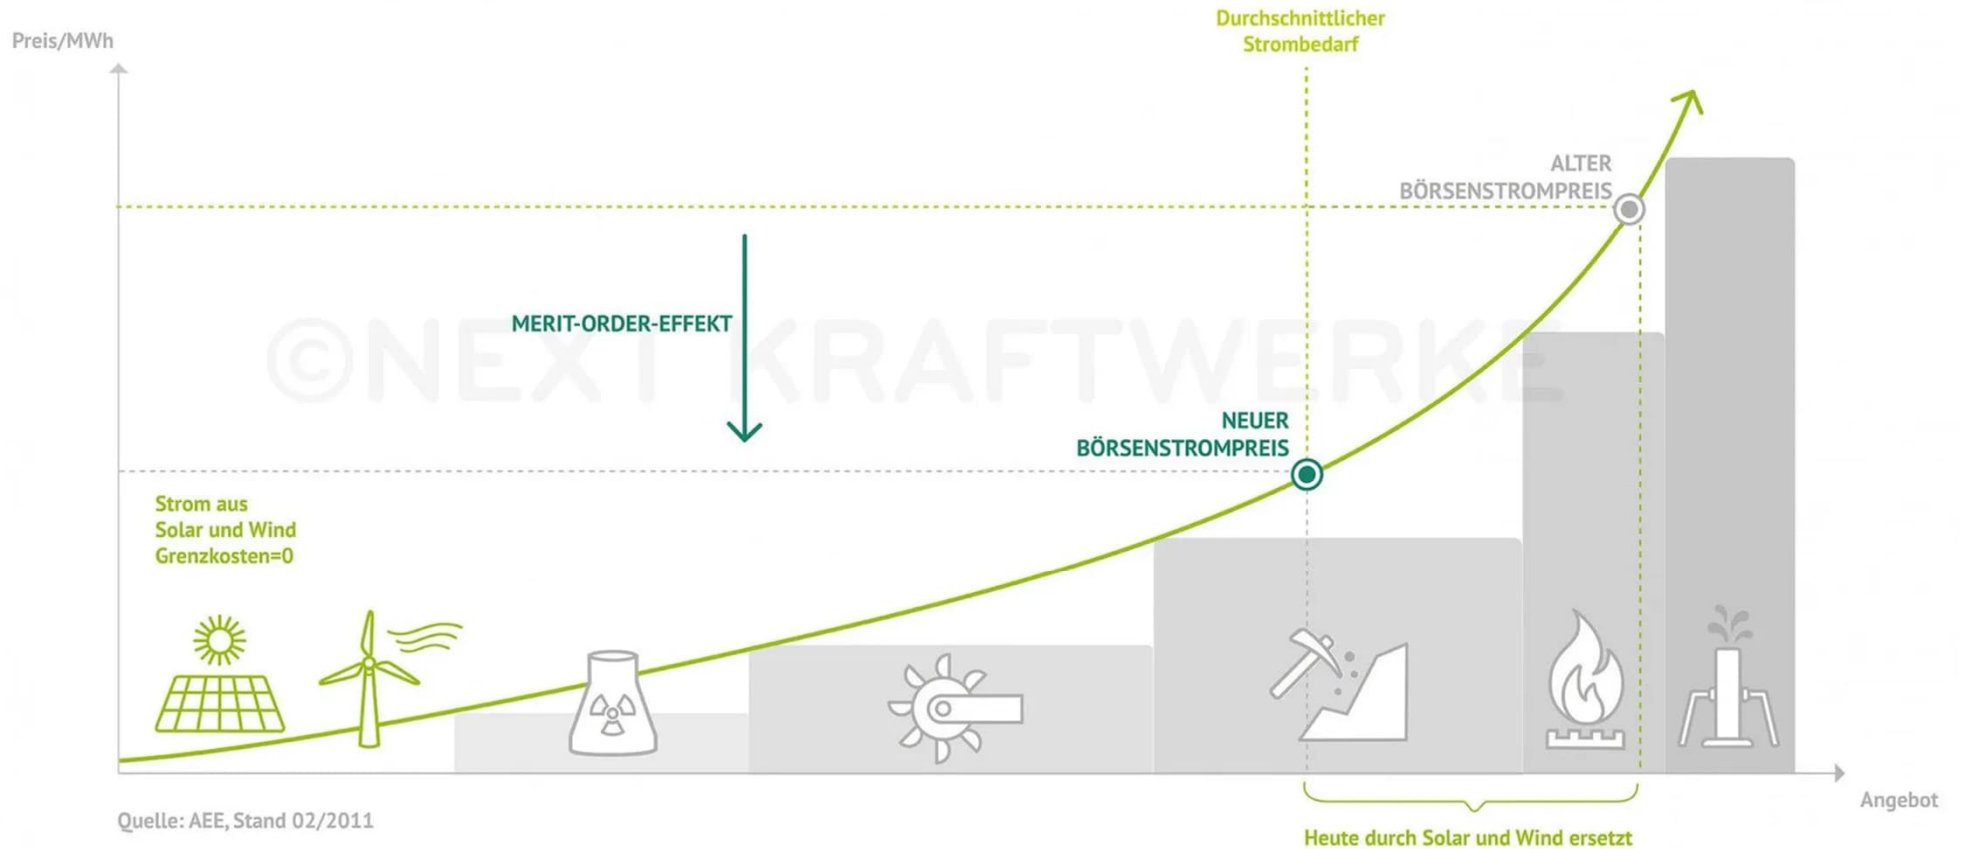 Durchschnittlicher
Strombedarf
Preis/MWh
ALTER
BÖRSENSTROMPREIS
MERIT-ORDER-EFFEKT
©NEXT KRAFTWERKE
NEUER
BÖRSENSTROMPREIS
Strom aus
Solar und Wind
Grenzkosten=0
Angebot
Quelle: AEE, Stand 02/2011
Heute durch Solar und Wind ersetzt